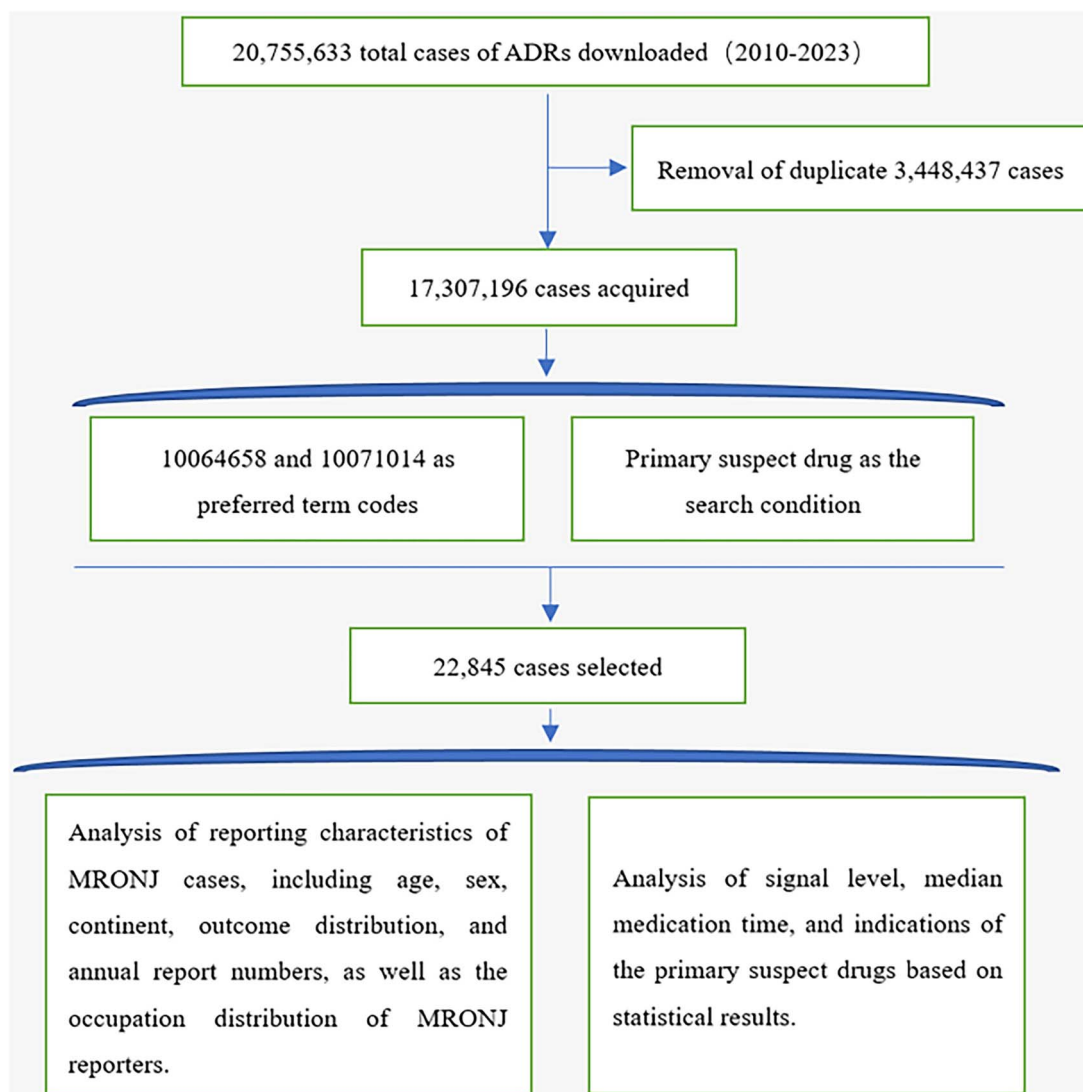 20,755,633 total cases of ADRs downloaded（2010-2023）
Removal of duplicate 3,448,437 cases
17,307,196 cases acquired
10064658 and 10071014 as
preferred term codes
Primary suspect drug as the
search condition
22,845 cases selected
Analysis of reporting characteristics of
MRONJ cases, including age, sex,
continent, outcome distribution, and
annual report numbers, as well as the
occupation distribution of MRONJ
reporters.
Analysis of signal level, median
medication time, and indications of
the primary suspect drugs based on
statistical results.